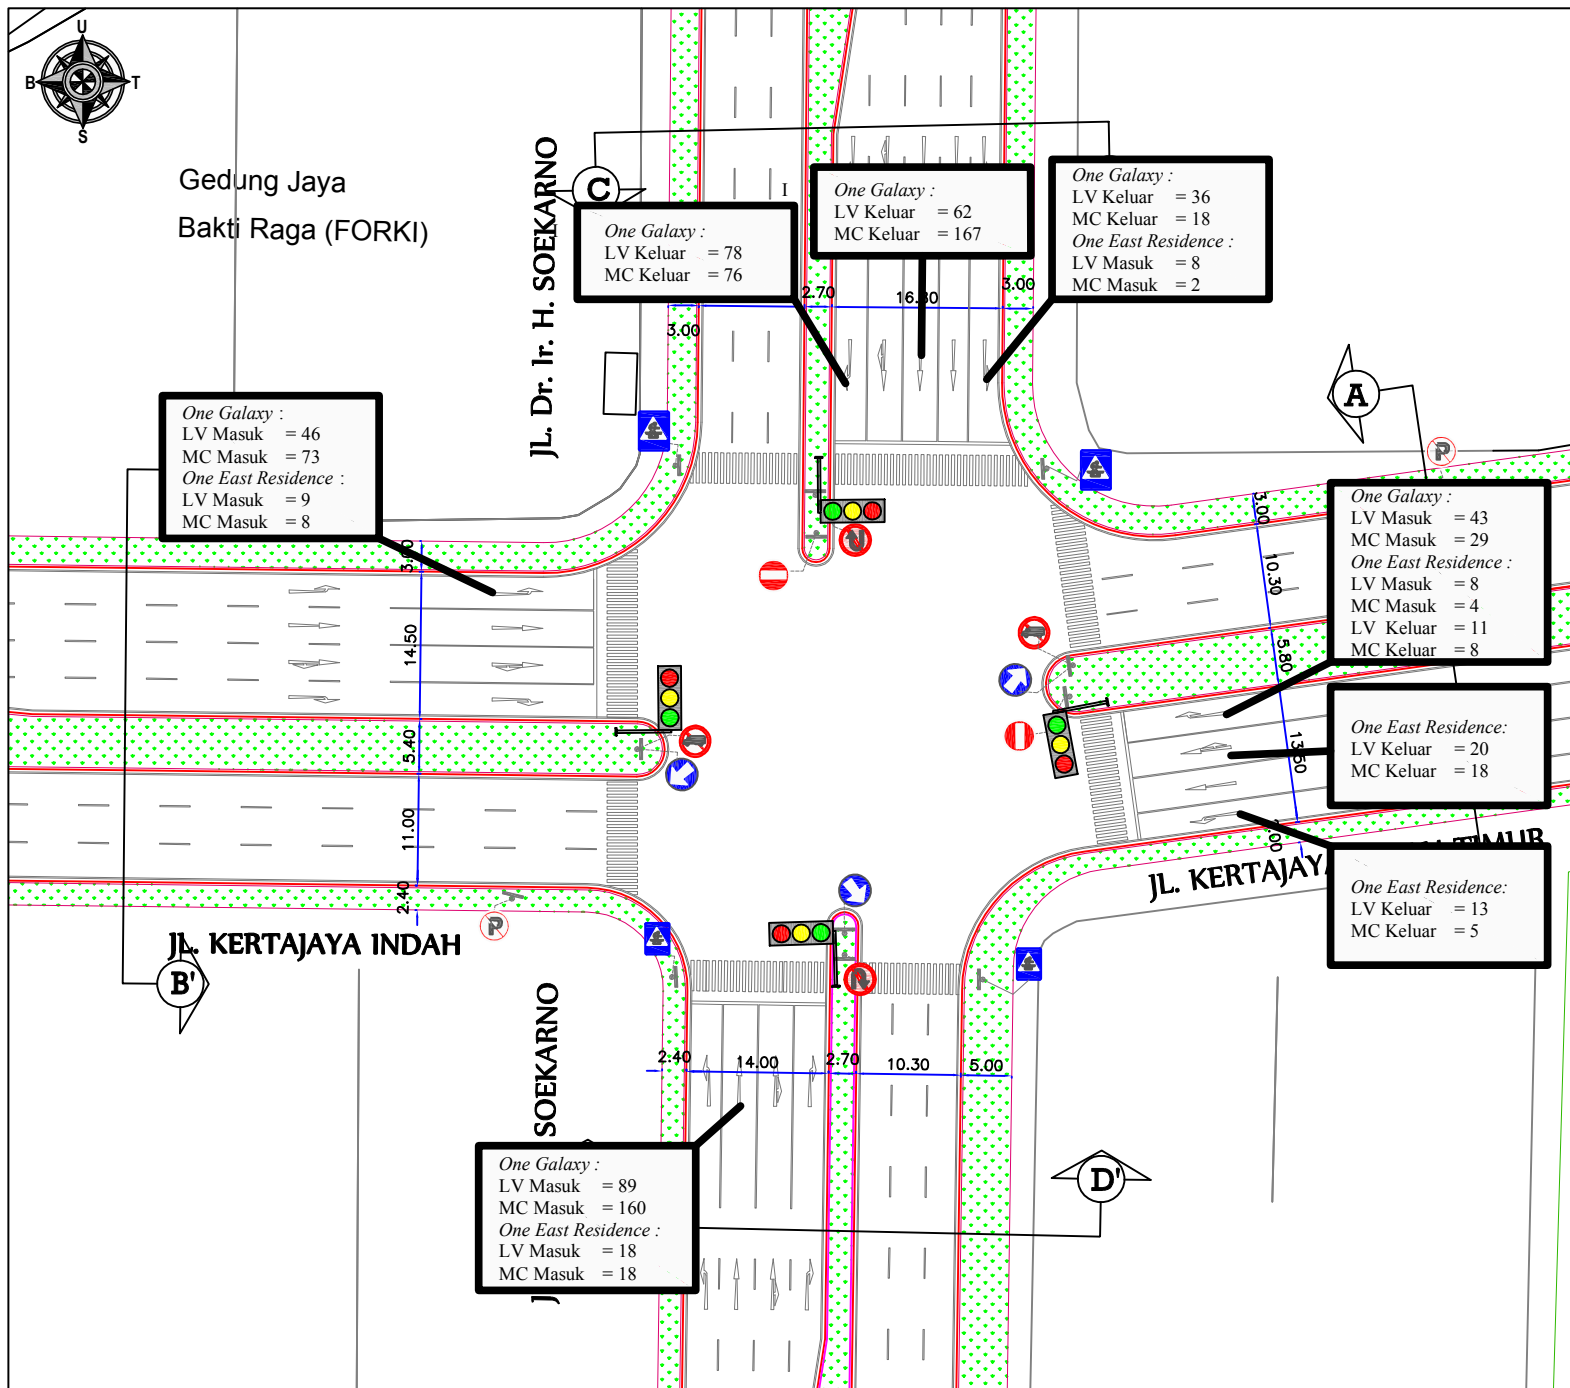 U
B
T
S
Gedung Jaya
Bakti Raga (FORKI)
JL. Dr. Ir. H. SOEKARNO
C
I
One Galaxy :
LV Keluar = 78
MC Keluar = 76
One Galaxy :
LV Keluar = 62
MC Keluar = 167
One Galaxy :
LV Keluar = 36
MC Keluar = 18
One East Residence :
LV Masuk = 8
MC Masuk = 2
3.00
2.70
16.80
3.00
A
One Galaxy :
LV Masuk = 46
MC Masuk = 73
One East Residence :
LV Masuk = 9
MC Masuk = 8
P
One Galaxy :
LV Masuk = 43
MC Masuk = 29
One East Residence :
LV Masuk = 8
MC Masuk = 4
LV Keluar = 11
MC Keluar = 8
3.00
10.30
5.80
13.50
14.50
5.40
11.00
2.40
One East Residence:
LV Keluar = 20
MC Keluar = 18
One East Residence:
LV Keluar = 13
MC Keluar = 5
JL. KERTAJAYA
TIMUR
P
JL. KERTAJAYA INDAH
B'
SOEKARNO
2.40
14.00
2.70
10.30
5.00
One Galaxy :
LV Masuk = 89
MC Masuk = 160
One East Residence :
LV Masuk = 18
MC Masuk = 18
D'